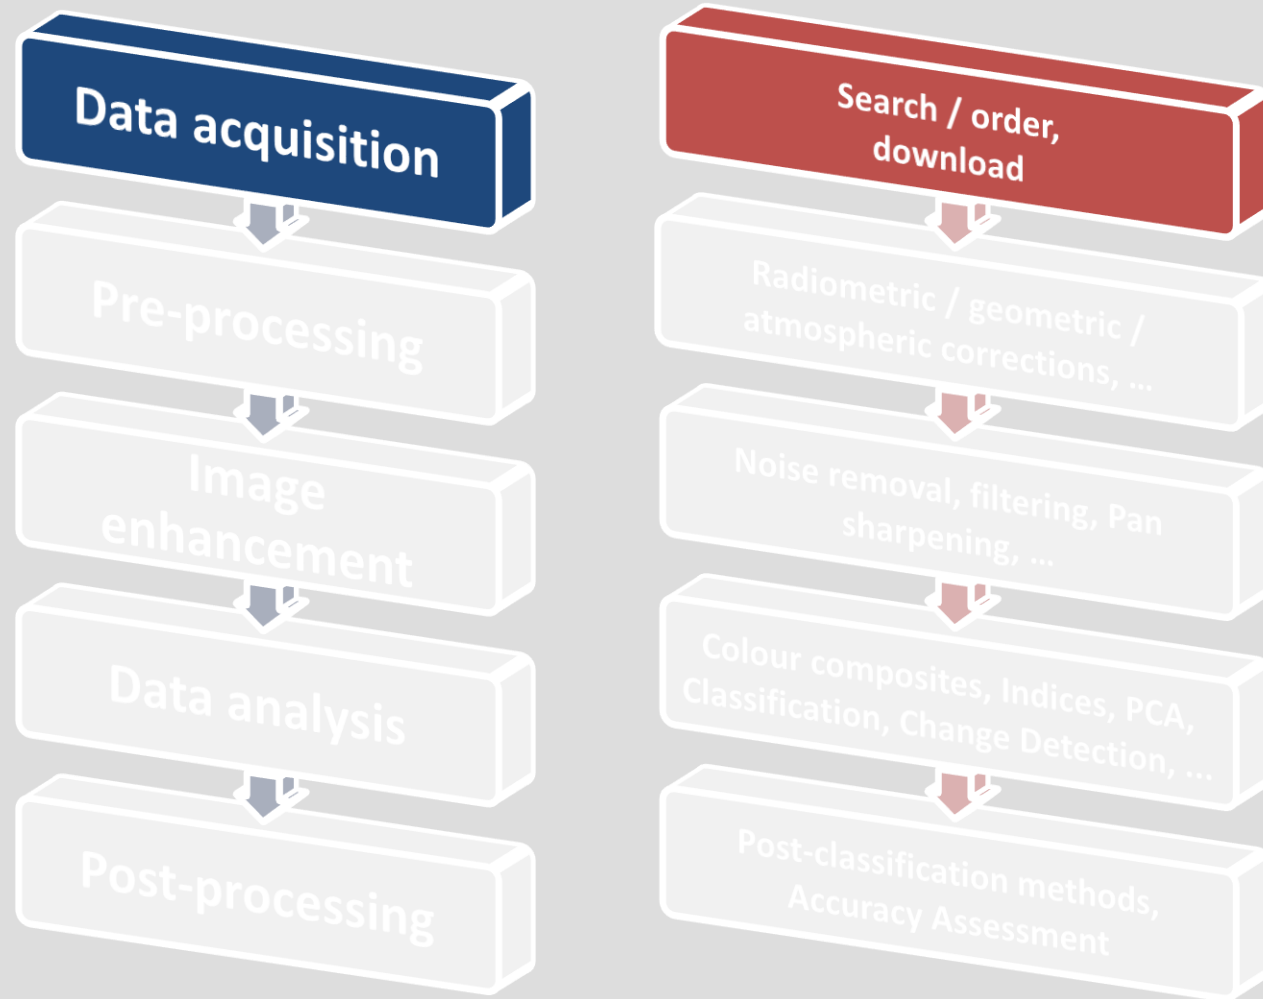 Data acquisition
Search / order,
download
Pre-processing
Radiometric / geometric /
atmospheric corrections, ...
Image
enhancement
Noise removal, filtering, Pan
sharpening, ...
Data analysis
Colour composites, Indices, PCA,
Classification, Change Detection, ...
Post-processing
Post-classification methods,
Accuracy Assessment